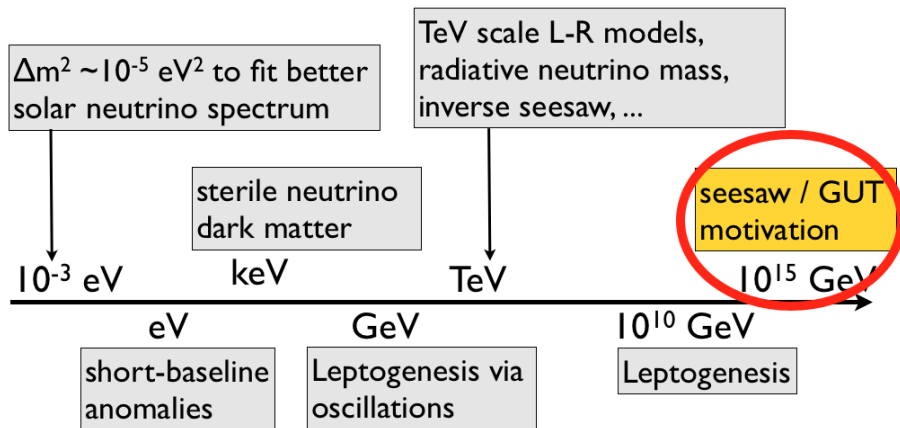 Δm² ~10⁻⁵ eV² to fit better
solar neutrino spectrum
TeV scale L-R models,
radiative neutrino mass,
inverse seesaw, ...
sterile neutrino
dark matter
seesaw / GUT
motivation
10⁻³ eV
keV
TeV
10¹⁵ GeV
eV
GeV
10¹⁰ GeV
short-baseline
anomalies
Leptogenesis via
oscillations
Leptogenesis